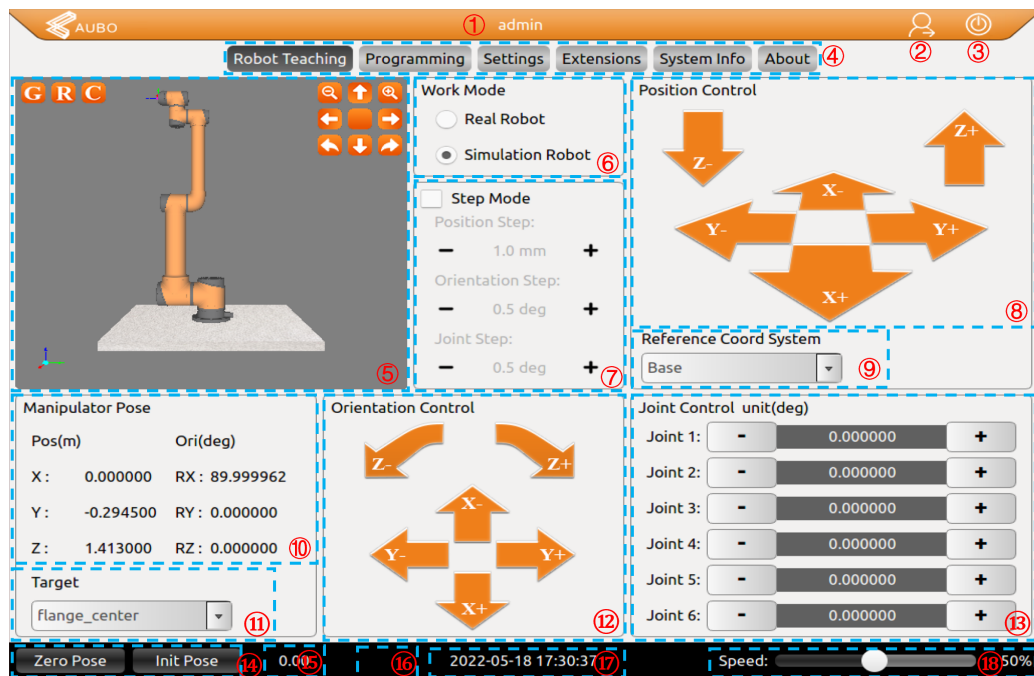 AUBO ① admin ② ③
Robot Teaching Programming Settings Extensions System Info About ④
G R C
⑤
Work Mode
Real Robot
Simulation Robot ⑥
Step Mode
Position Step:
− 1.0 mm +
Orientation Step:
− 0.5 deg +
Joint Step:
− 0.5 deg + ⑦
Position Control
Z- Z+
X-
Y- Y+
X+
⑧
Reference Coord System
Base ⑨
Manipulator Pose
Pos(m) Ori(deg)
X : 0.000000 RX : 89.999962
Y : -0.294500 RY : 0.000000
Z : 1.413000 RZ : 0.000000 ⑩
Target
flange_center ⑪
Orientation Control
Z- Z+
X-
Y- Y+
X+ ⑫
Joint Control unit(deg)
Joint 1: - 0.000000 +
Joint 2: - 0.000000 +
Joint 3: - 0.000000 +
Joint 4: - 0.000000 +
Joint 5: - 0.000000 +
Joint 6: - 0.000000 + ⑬
Zero Pose Init Pose ⑭ 0.00 ⑮ ⑯ 2022-05-18 17:30:37 ⑰ Speed: ⑱ 50%